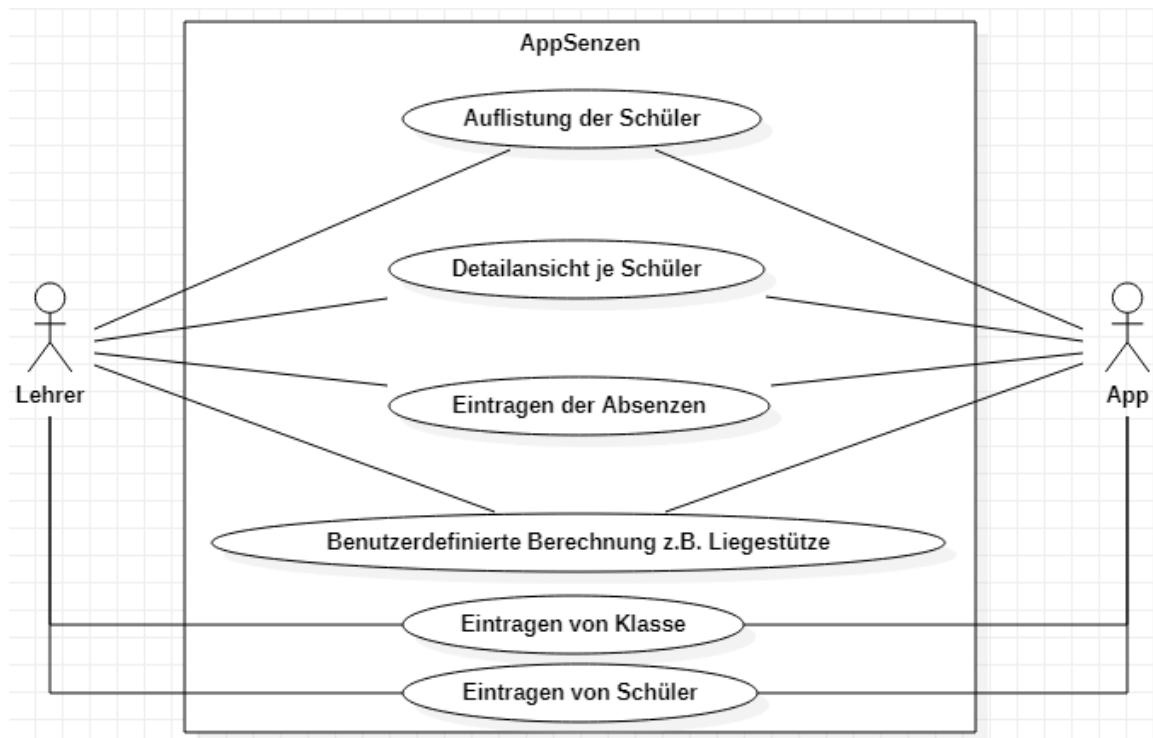 AppSenzen
Auflistung der Schüler
Detailansicht je Schüler
Lehrer
App
Eintragen der Absenzen
Benutzerdefinierte Berechnung z.B. Liegestütze
Eintragen von Klasse
Eintragen von Schüler